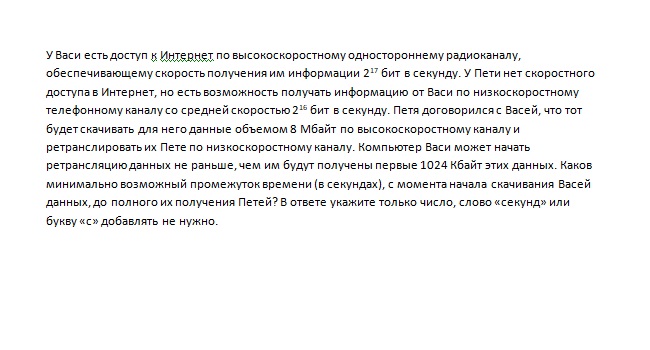 У Васи есть доступ к Интернет по высокоскоростному одностороннему радиоканалу,
обеспечивающему скорость получения им информации 2¹⁷ бит в секунду. У Пети нет скоростного
доступа в Интернет, но есть возможность получать информацию от Васи по низкоскоростному
телефонному каналу со средней скоростью 2¹⁶ бит в секунду. Петя договорился с Васей, что тот
будет скачивать для него данные объемом 8 Мбайт по высокоскоростному каналу и
ретранслировать их Пете по низкоскоростному каналу. Компьютер Васи может начать
ретрансляцию данных не раньше, чем им будут получены первые 1024 Кбайт этих данных. Каков
минимально возможный промежуток времени (в секундах), с момента начала скачивания Васей
данных, до полного их получения Петей? В ответе укажите только число, слово «секунд» или
букву «с» добавлять не нужно.